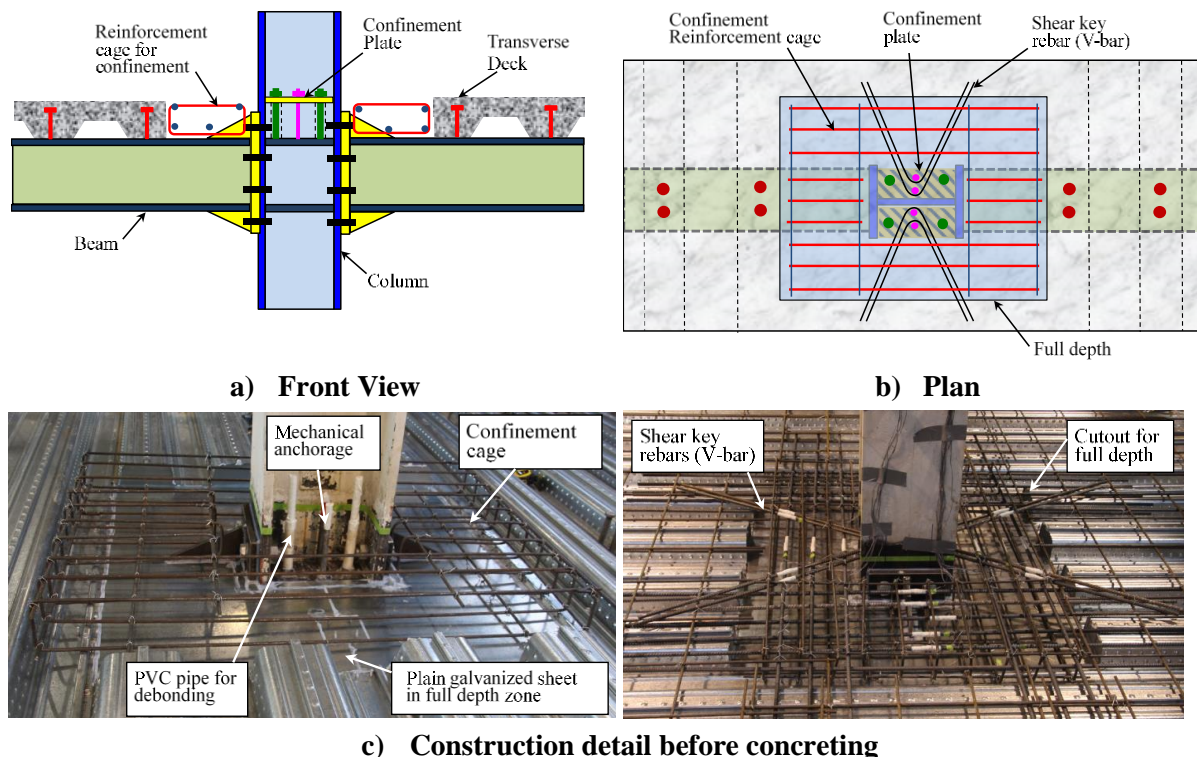 Reinforcement
cage for
confinement
Confinement
Plate
Transverse
Deck
Beam
Column
a) Front View
Confinement
Reinforcement cage
Confinement
plate
Shear key
rebar (V-bar)
Full depth
b) Plan
Mechanical
anchorage
Confinement
cage
PVC pipe for
debonding
Plain galvanized sheet
in full depth zone
Shear key
rebars (V-bar)
Cutout for
full depth
c) Construction detail before concreting